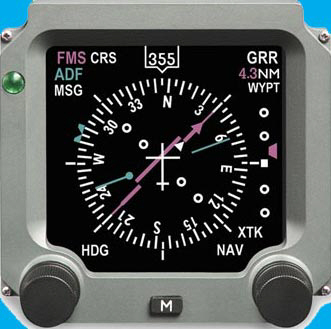 FMS CRS 355 GRR
ADF 4.3NM
MSG WYPT
N
33 3
30 6
W E
24 12
21 15
S
HDG NAV XTK
M